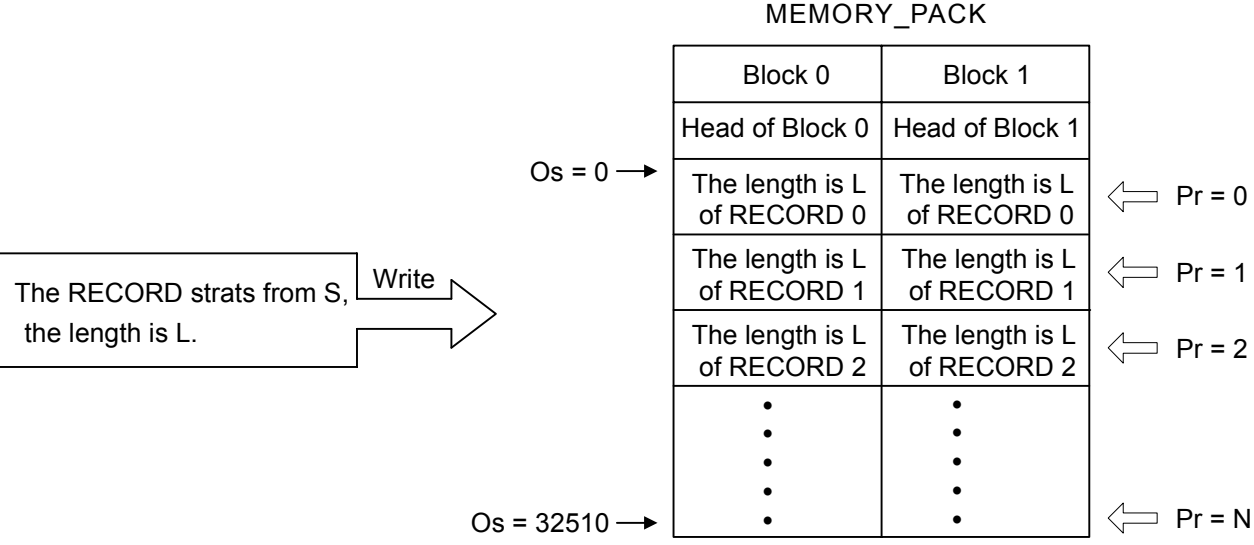 MEMORY_PACK
Block 0 Block 1
Head of Block 0 Head of Block 1
Os = 0
The length is L The length is L
of RECORD 0 of RECORD 0
Pr = 0
The length is L The length is L
of RECORD 1 of RECORD 1
Pr = 1
The length is L The length is L
of RECORD 2 of RECORD 2
Pr = 2
The RECORD strats from S,
the length is L.
Write
Os = 32510
Pr = N